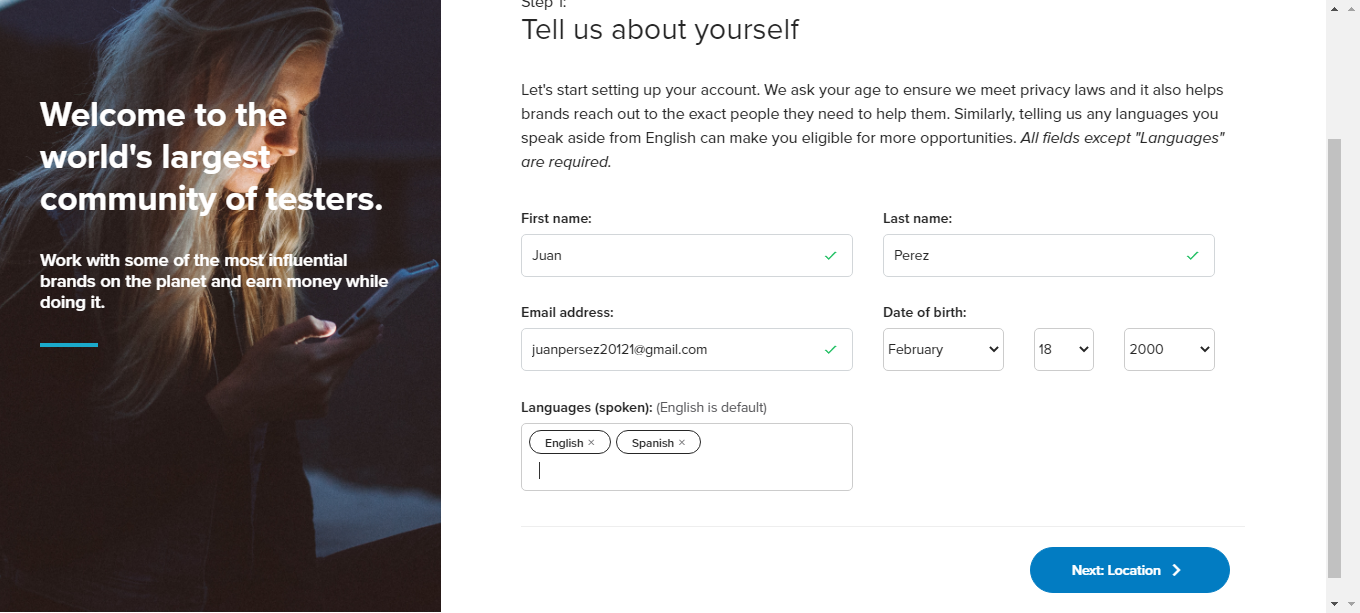 Welcome to the
world's largest
community of testers.
Work with some of the most influential
brands on the planet and earn money while
doing it.
Step 1:
Tell us about yourself
Let's start setting up your account. We ask your age to ensure we meet privacy laws and it also helps
brands reach out to the exact people they need to help them. Similarly, telling us any languages you
speak aside from English can make you eligible for more opportunities. All fields except "Languages"
are required.
First name: Last name:
Juan Perez
Email address: Date of birth:
juanpersez20121@gmail.com February 18 2000
Languages (spoken): (English is default)
English × Spanish ×
Next: Location